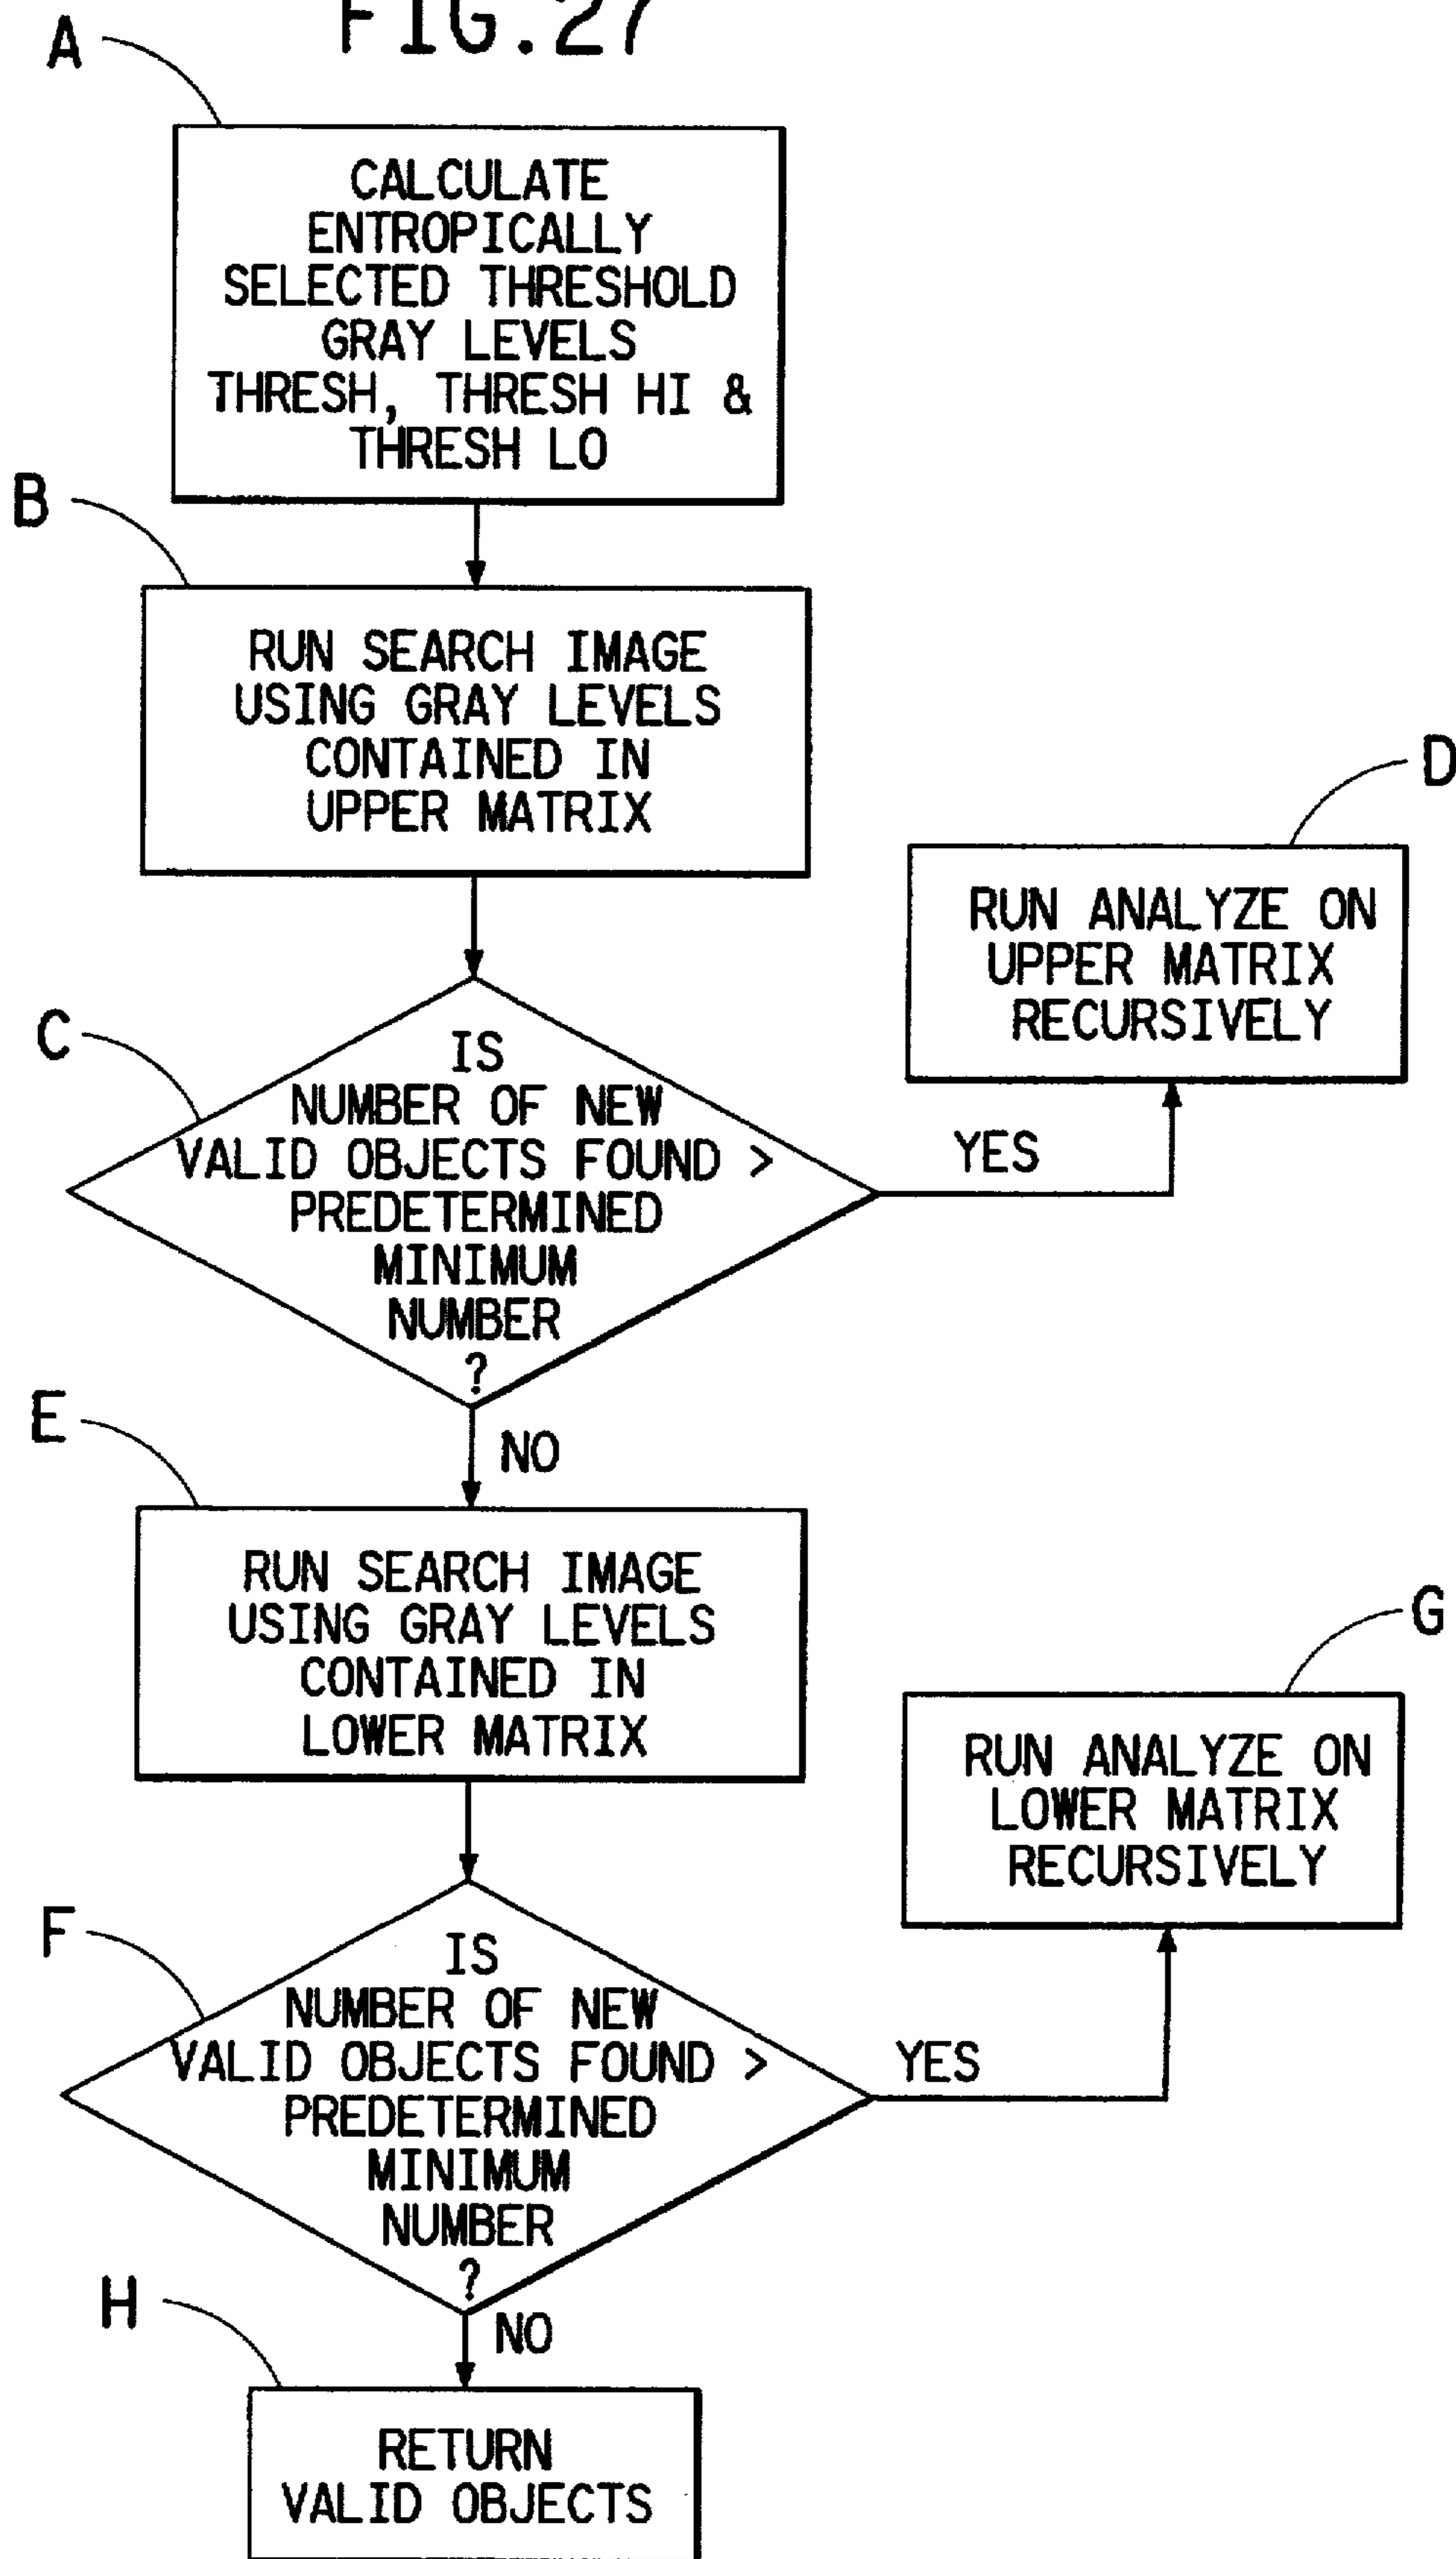 FIG.27
A
CALCULATE
ENTROPICALLY
SELECTED THRESHOLD
GRAY LEVELS
THRESH, THRESH HI &
THRESH LO
B
RUN SEARCH IMAGE
USING GRAY LEVELS
CONTAINED IN
UPPER MATRIX
D
RUN ANALYZE ON
UPPER MATRIX
RECURSIVELY
C
IS
NUMBER OF NEW
VALID OBJECTS FOUND >
PREDETERMINED
MINIMUM
NUMBER
?
YES
NO
E
RUN SEARCH IMAGE
USING GRAY LEVELS
CONTAINED IN
LOWER MATRIX
G
RUN ANALYZE ON
LOWER MATRIX
RECURSIVELY
F
IS
NUMBER OF NEW
VALID OBJECTS FOUND >
PREDETERMINED
MINIMUM
NUMBER
?
YES
NO
H
RETURN
VALID OBJECTS